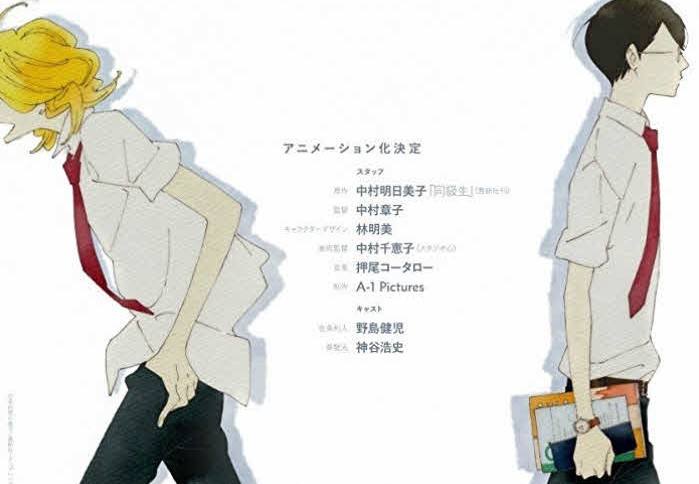 アニメーション化決定
スタッフ
原作 中村明日美子『同級生』
監督 中村章子
キャラクターデザイン 林明美
中村千恵子
音楽 押尾コータロー
制作 A-1 Pictures
キャスト
佐条利人 野島健児
草壁光 神谷浩史